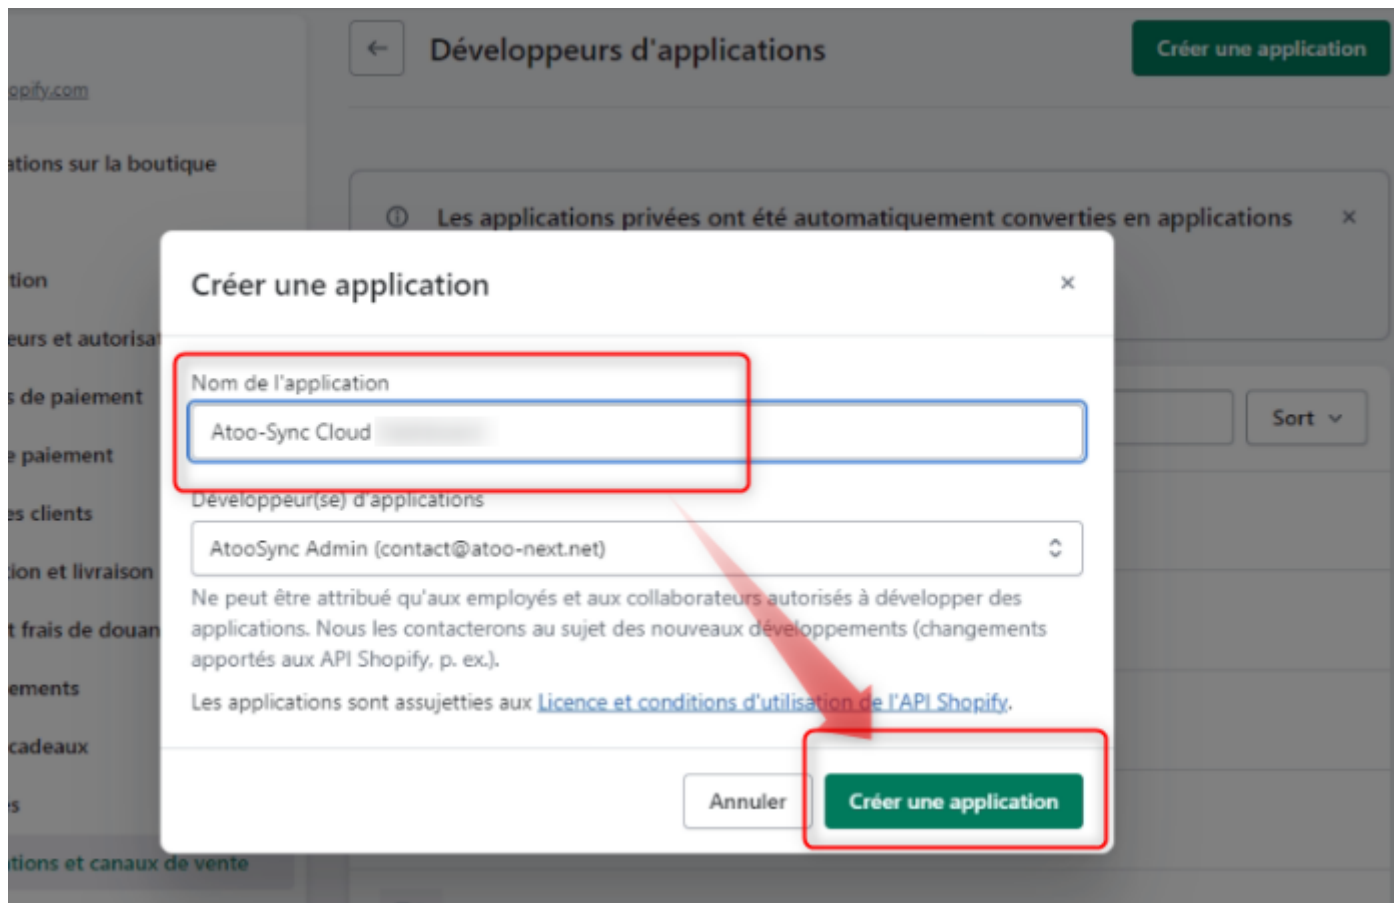 Développeurs d'applications
Créer une application
opify.com
ations sur la boutique
Les applications privées ont été automatiquement converties en applications
tion
eurs et autorisat
s de paiement
e paiement
es clients
tion et livraison
t frais de douan
ements
cadeaux
s
tions et canaux de vente
Sort
Créer une application
Nom de l'application
Atoo-Sync Cloud
Développeur(se) d'applications
AtooSync Admin (contact@atoo-next.net)
Ne peut être attribué qu'aux employés et aux collaborateurs autorisés à développer des
applications. Nous les contacterons au sujet des nouveaux développements (changements
apportés aux API Shopify, p. ex.).
Les applications sont assujetties aux Licence et conditions d'utilisation de l'API Shopify.
Annuler
Créer une application